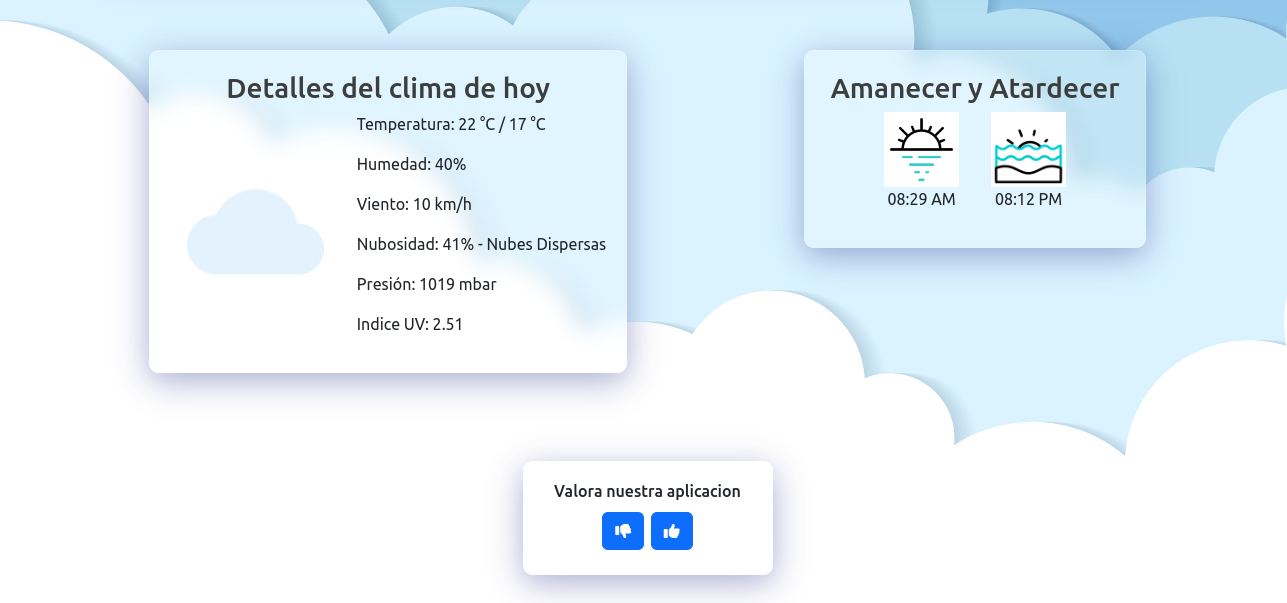 Detalles del clima de hoy
Temperatura: 22 °C / 17 °C
Humedad: 40%
Viento: 10 km/h
Nubosidad: 41% - Nubes Dispersas
Presión: 1019 mbar
Indice UV: 2.51
Amanecer y Atardecer
08:29 AM 08:12 PM
Valora nuestra aplicacion